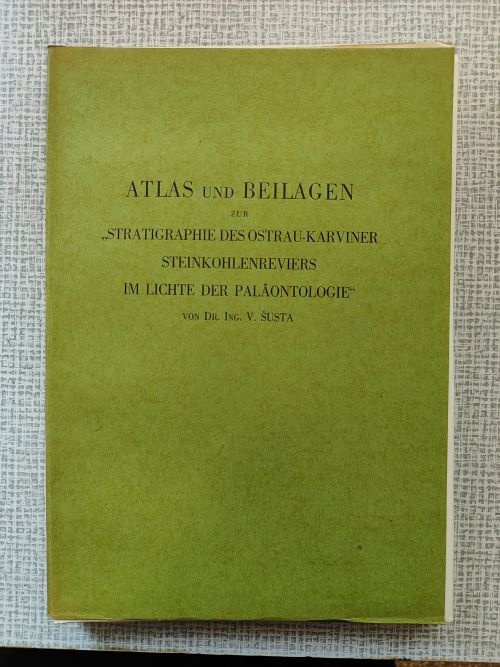 ATLAS UND BEILAGEN
ZUR
„STRATIGRAPHIE DES OSTRAU-KARVINER
STEINKOHLENREVIERS
IM LICHTE DER PALÄONTOLOGIE“
VON DR. ING. V. ŠUSTA